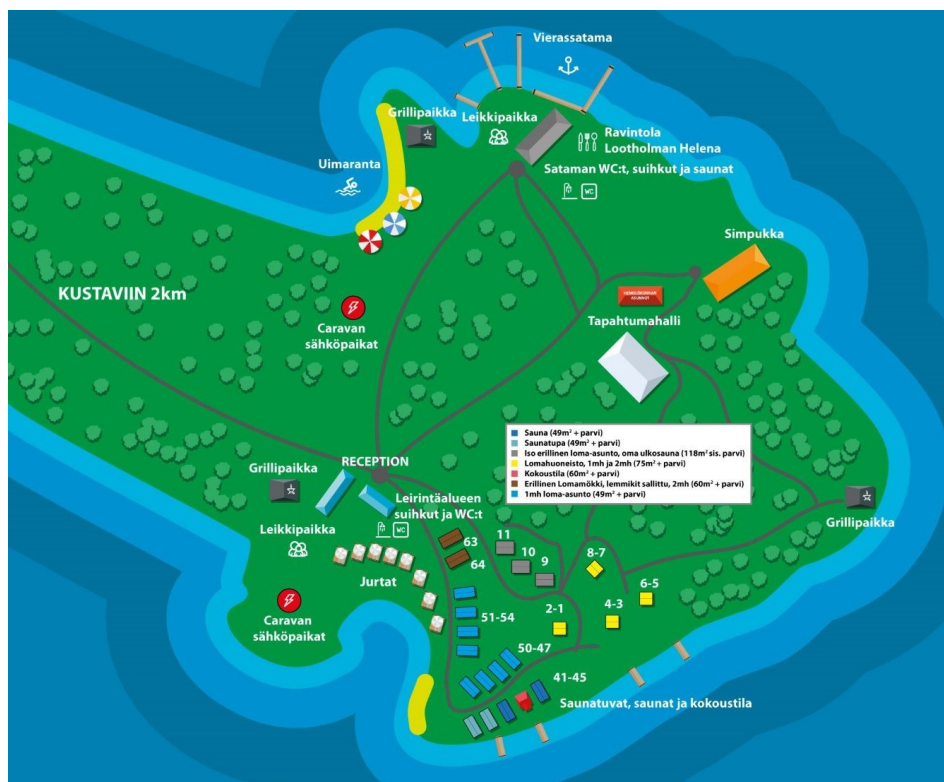 Vierassatama
Grillipaikka
Leikkipaikka
Ravintola
Lootholman Helena
Uimaranta
Sataman WC:t, suihkut ja saunat
WC
Simpukka
KUSTAVIIN 2km
Caravan
sähköpaikat
Tapahtumahalli
Sauna (49m² + parvi)
Saunatupa (49m² + parvi)
Iso erillinen loma-asunto, oma ulkosauna (118m² sis. parvi)
Lomahuoneisto, 1mh ja 2mh (75m² + parvi)
Kokoustila (60m² + parvi)
Erillinen Lomamökki, lemmikit sallittu, 2mh (60m² + parvi)
1mh loma-asunto (49m² + parvi)
Grillipaikka
RECEPTION
Leirintäalueen
suihkut ja WC:t
WC
Leikkipaikka
Grillipaikka
Jurtat
63
64
11
10
9
8-7
6-5
4-3
2-1
Caravan
sähköpaikat
51-54
50-47
41-45
Saunatuvat, saunat ja kokoustila